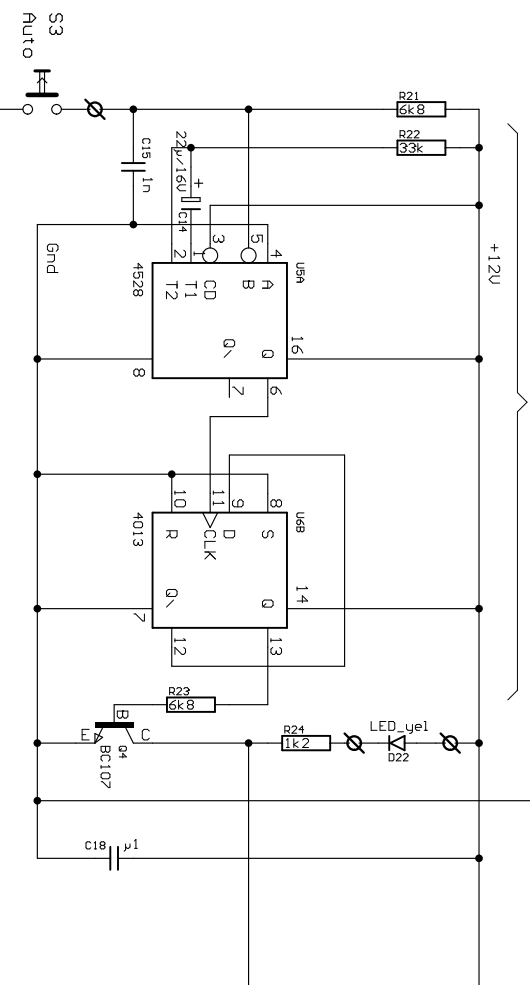 S3
Auto
R21
6k8
R22
33k
C15
1n
22µ/16V
+
C14
Gnd
+12V
1
2
3
5
4
4528
U5A
T2
T1
CD
B
A
Q\
Q
16
8
7
6
10
11
9
8
4013
U6B
R
CLK
D
S
Q\
Q
14
7
12
13
R23
6k8
B
E
C
Q4
BC107
R24
1k2
LED_yel
D22
C18
µ1